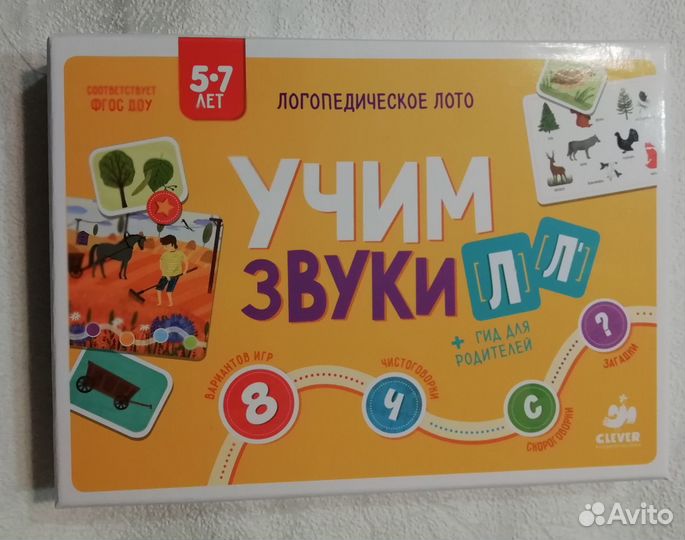 СООТВЕТСТВУЕТ
ФГОС ДОУ
5-7
ЛЕТ
ЛОГОПЕДИЧЕСКОЕ ЛОТО
УЧИМ
ЗВУКИ [Л] [Л']
+ ГИД ДЛЯ
РОДИТЕЛЕЙ
ВАРИАНТОВ ИГР
8
ЧИСТОГОВОРКИ
Ч
СКОРОГОВОРКИ
С
ЗАГАДКИ
?
CLEVER
Avito